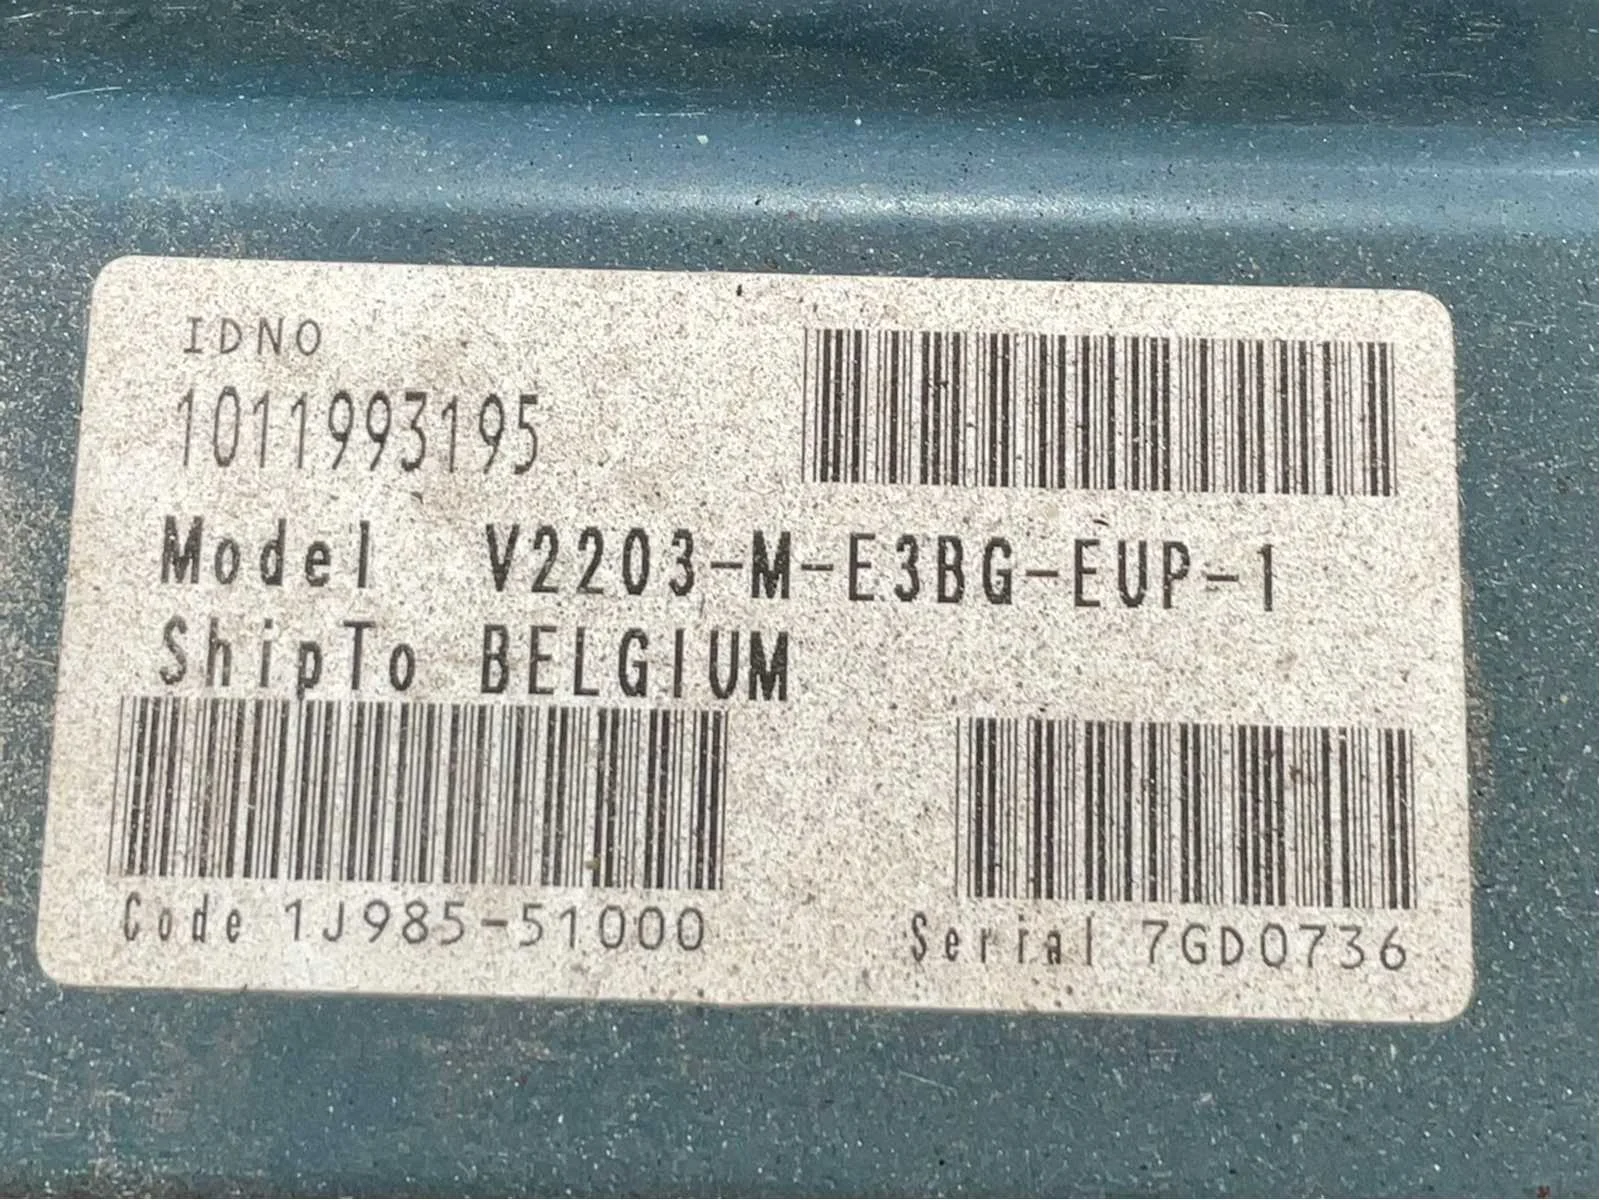 IDNO
1011993195
Model V2203-M-E3BG-EUP-1
ShipTo BELGIUM
Code 1J985-51000
Serial 7GD0736